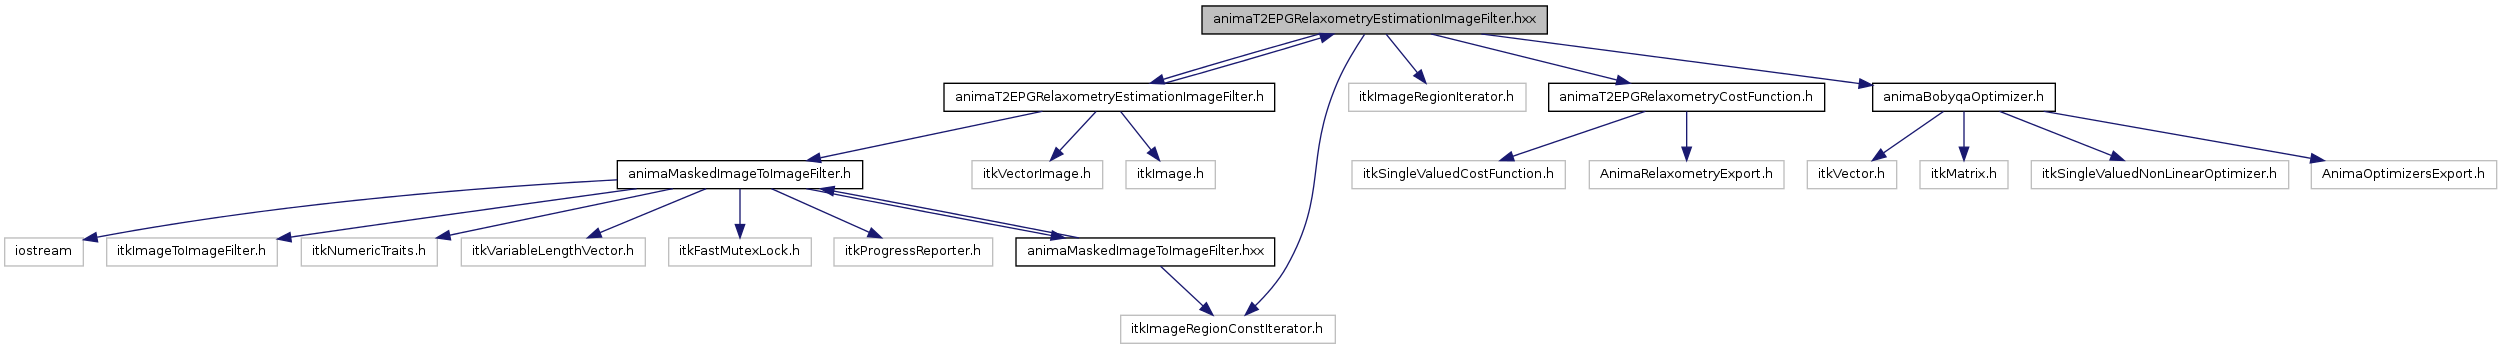 animaT2EPGRelaxometryEstimationImageFilter.hxx
animaT2EPGRelaxometryEstimationImageFilter.h
itkImageRegionIterator.h
animaT2EPGRelaxometryCostFunction.h
animaBobyqaOptimizer.h
animaMaskedImageToImageFilter.h
itkVectorImage.h
itkImage.h
itkSingleValuedCostFunction.h
AnimaRelaxometryExport.h
itkVector.h
itkMatrix.h
itkSingleValuedNonLinearOptimizer.h
AnimaOptimizersExport.h
iostream
itkImageToImageFilter.h
itkNumericTraits.h
itkVariableLengthVector.h
itkFastMutexLock.h
itkProgressReporter.h
animaMaskedImageToImageFilter.hxx
itkImageRegionConstIterator.h